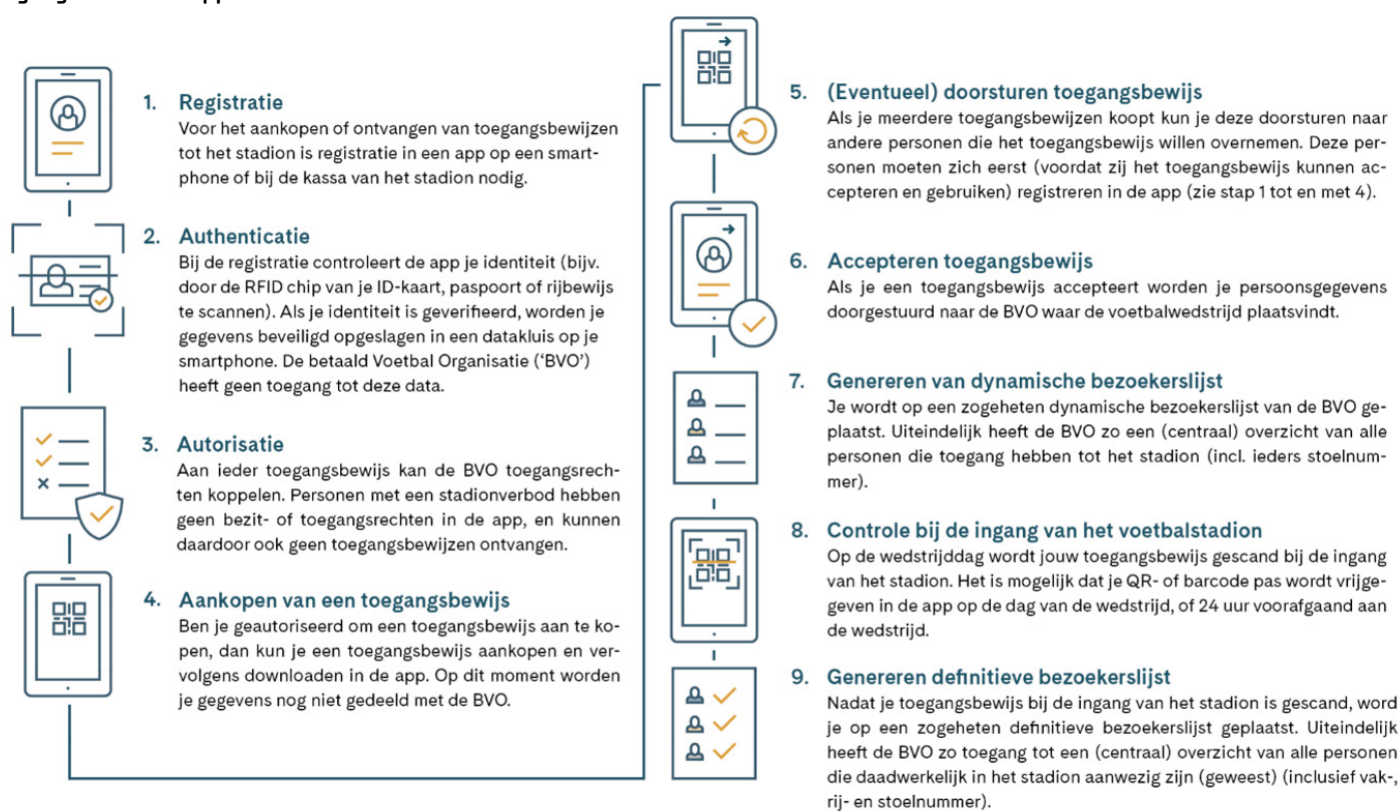 1. Registratie
Voor het aankopen of ontvangen van toegangsbewijzen
tot het stadion is registratie in een app op een smart-
phone of bij de kassa van het stadion nodig.
2. Authenticatie
Bij de registratie controleert de app je identiteit (bijv.
door de RFID chip van je ID-kaart, paspoort of rijbewijs
te scannen). Als je identiteit is geverifieerd, worden je
gegevens beveiligd opgeslagen in een datakluis op je
smartphone. De betaald Voetbal Organisatie (‘BVO’)
heeft geen toegang tot deze data.
3. Autorisatie
Aan ieder toegangsbewijs kan de BVO toegangsrech-
ten koppelen. Personen met een stadionverbod hebben
geen bezit- of toegangsrechten in de app, en kunnen
daardoor ook geen toegangsbewijzen ontvangen.
4. Aankopen van een toegangsbewijs
Ben je geautoriseerd om een toegangsbewijs aan te ko-
pen, dan kun je een toegangsbewijs aankopen en ver-
volgens downloaden in de app. Op dit moment worden
je gegevens nog niet gedeeld met de BVO.
5. (Eventueel) doorsturen toegangsbewijs
Als je meerdere toegangsbewijzen koopt kun je deze doorsturen naar
andere personen die het toegangsbewijs willen overnemen. Deze per-
sonen moeten zich eerst (voordat zij het toegangsbewijs kunnen ac-
cepteren en gebruiken) registreren in de app (zie stap 1 tot en met 4).
6. Accepteren toegangsbewijs
Als je een toegangsbewijs accepteert worden je persoonsgegevens
doorgestuurd naar de BVO waar de voetbalwedstrijd plaatsvindt.
7. Genereren van dynamische bezoekerslijst
Je wordt op een zogeheten dynamische bezoekerslijst van de BVO ge-
plaatst. Uiteindelijk heeft de BVO zo een (centraal) overzicht van alle
personen die toegang hebben tot het stadion (incl. ieders stoelnum-
mer).
8. Controle bij de ingang van het voetbalstadion
Op de wedstrijddag wordt jouw toegangsbewijs gescand bij de ingang
van het stadion. Het is mogelijk dat je QR- of barcode pas wordt vrijge-
geven in de app op de dag van de wedstrijd, of 24 uur voorafgaand aan
de wedstrijd.
9. Genereren definitieve bezoekerslijst
Nadat je toegangsbewijs bij de ingang van het stadion is gescand, word
je op een zogeheten definitieve bezoekerslijst geplaatst. Uiteindelijk
heeft de BVO zo toegang tot een (centraal) overzicht van alle personen
die daadwerkelijk in het stadion aanwezig zijn (geweest) (inclusief vak-,
rij- en stoelnummer).